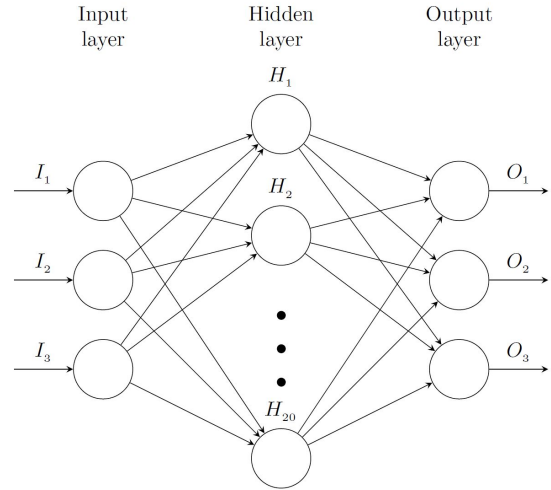 Input layer
Hidden layer
Output layer
H₁
I₁
O₁
H₂
I₂
O₂
I₃
O₃
H₂₀